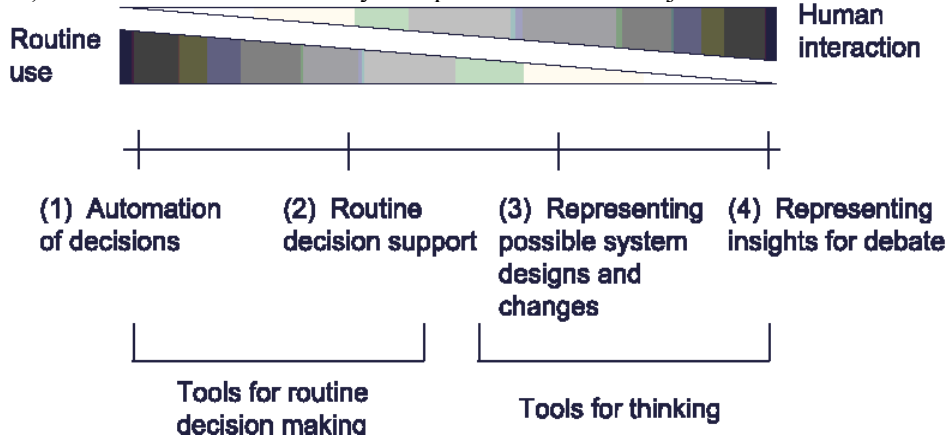 Routine
use
Human
interaction
(1) Automation
of decisions
(2) Routine
decision support
(3) Representing
possible system
designs and
changes
(4) Representing
insights for debate
Tools for routine
decision making
Tools for thinking